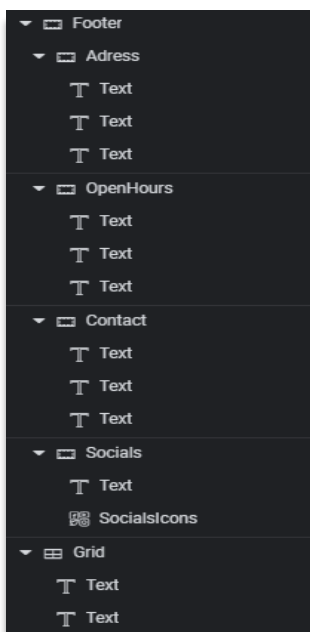 Footer
Adress
Text
Text
Text
OpenHours
Text
Text
Text
Contact
Text
Text
Text
Socials
Text
SocialsIcons
Grid
Text
Text